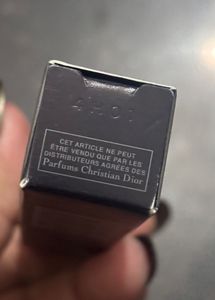 CET ARTICLE NE PEUT
ÊTRE VENDU QUE PAR LES
DISTRIBUTEURS AGRÉÉS DES
Parfums Christian Dior